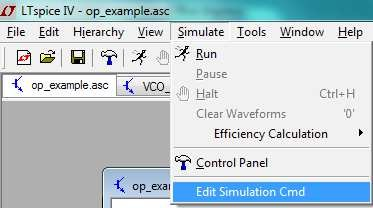 LTspice IV - op_example.asc
File Edit Hierarchy View Simulate Tools Window Help
Run
Pause
Halt Ctrl+H
Clear Waveforms '0'
Efficiency Calculation
Control Panel
Edit Simulation Cmd
op_example.asc VCO_
op_exa